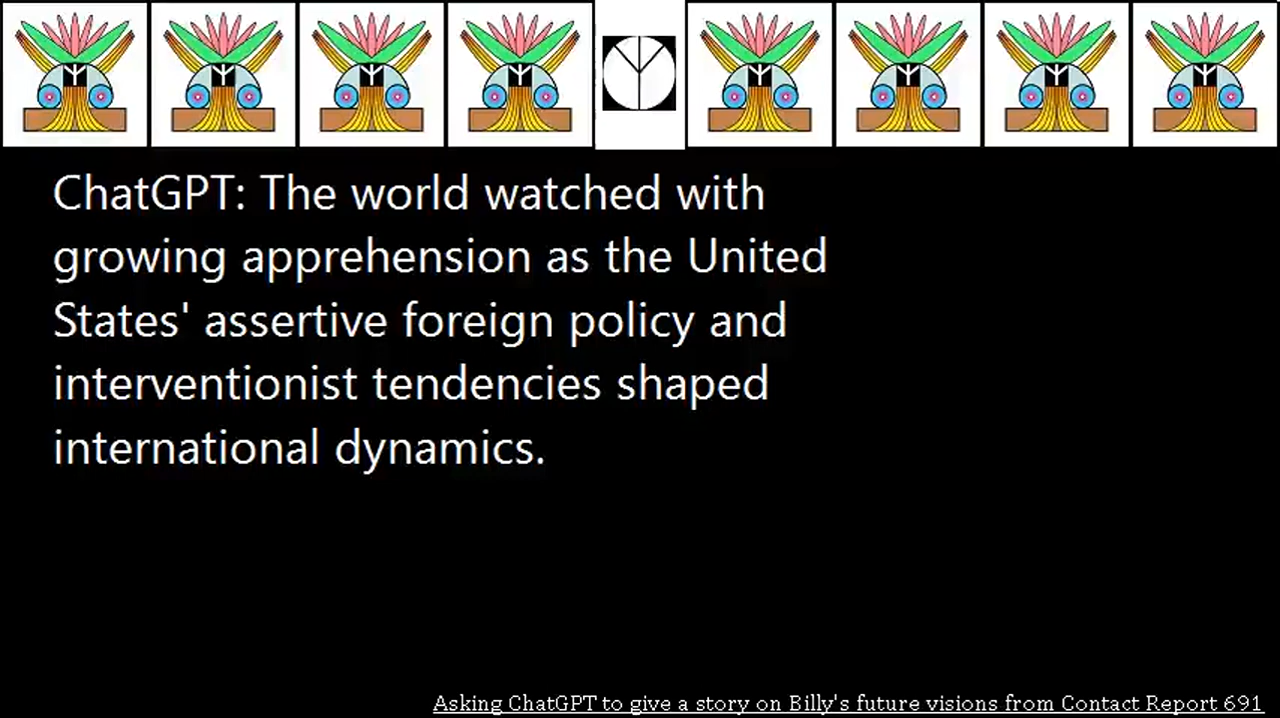 ChatGPT: The world watched with
growing apprehension as the United
States' assertive foreign policy and
interventionist tendencies shaped
international dynamics.
Asking ChatGPT to give a story on Billy's future visions from Contact Report 691